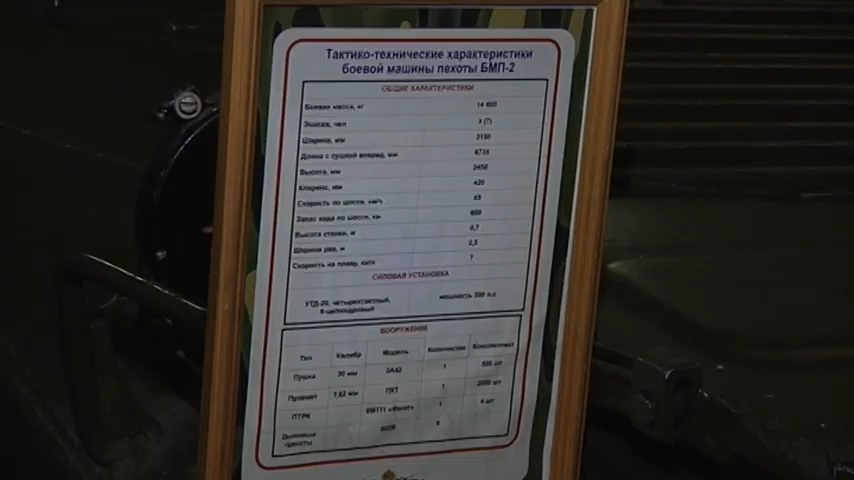 Тактико-технические характеристики
боевой машины пехоты БМП-2
ОБЩИЕ ХАРАКТЕРИСТИКИ
Боевая масса, кг 14 000
Экипаж, чел 3 (7)
Ширина, мм 3150
Длина с пушкой вперед, мм 6735
Высота, мм 2450
Клиренс, мм 420
Скорость по шоссе, км/ч 65
Запас хода по шоссе, км 600
Высота стенки, м 0,7
Ширина рва, м 2,5
Скорость на плаву, км/ч 7
СИЛОВАЯ УСТАНОВКА
УТД-20, четырехтактный, мощность 300 л.с
6-цилиндровый
ВООРУЖЕНИЕ
Тип Калибр Модель Количество Боекомплект
Пушка 30 мм 2А42 1 500 шт
Пулемет 7,62 мм ПКТ 1 2000 шт
ПТРК 9М111 «Фагот» 1 4 шт
Дымовые 902В 6
гранаты